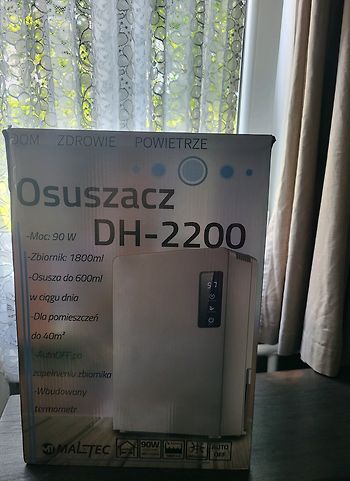 DOM ZDROWIE POWIETRZE
Osuszacz
DH-2200
-Moc: 90 W
-Zbiornik: 1800ml
-Osusza do 600ml
w ciągu dnia
-Dla pomieszczeń
do 40m²
-AutoOFF po
zapełnieniu zbiornika
-Wbudowany
termometr
MALTEC
90W
AUTO
OFF